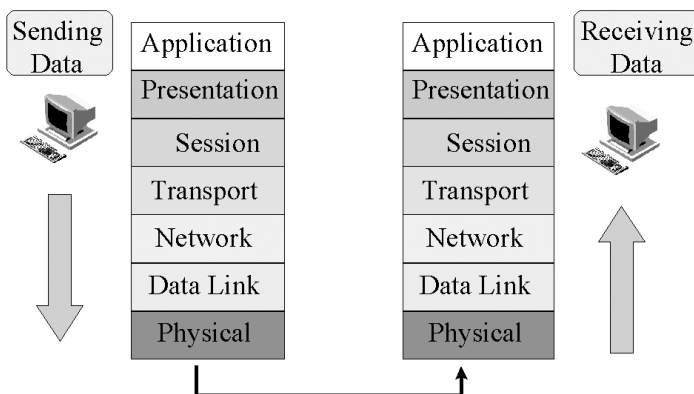 Sending
Data
Application
Presentation
Session
Transport
Network
Data Link
Physical
Application
Presentation
Session
Transport
Network
Data Link
Physical
Receiving
Data